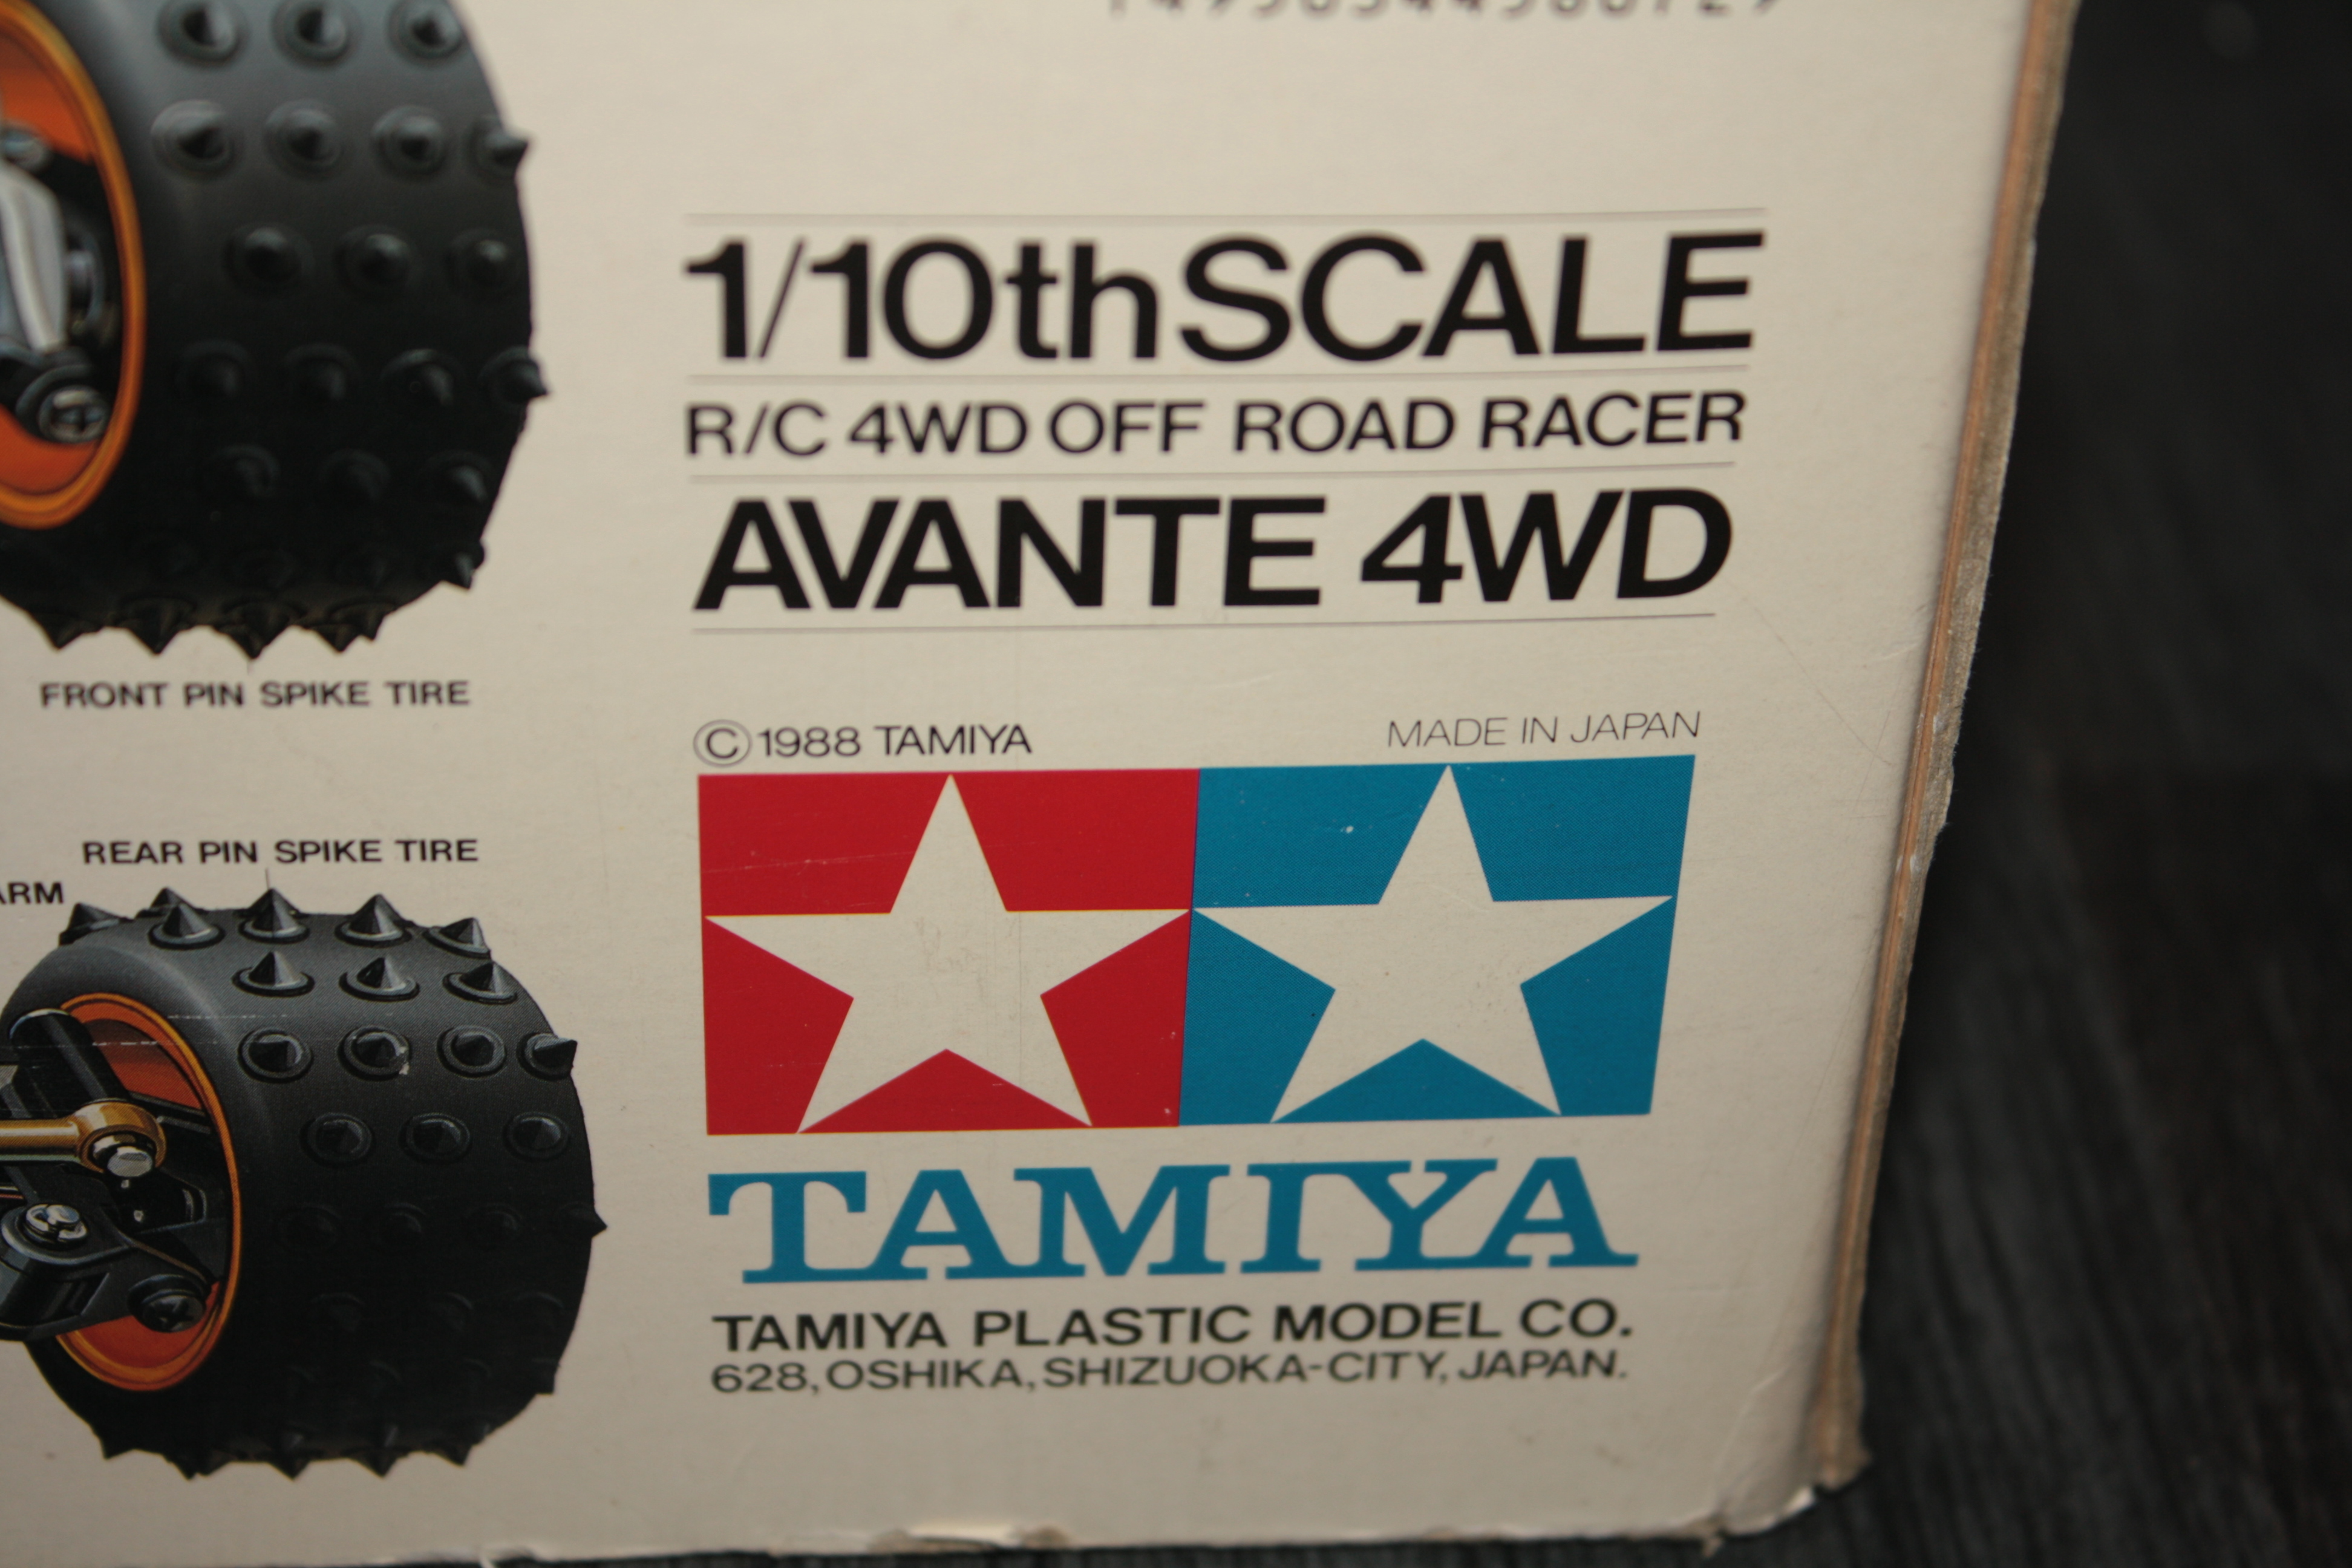 1/10th SCALE
R/C 4WD OFF ROAD RACER
AVANTE 4WD
FRONT PIN SPIKE TIRE
© 1988 TAMIYA
MADE IN JAPAN
REAR PIN SPIKE TIRE
TAMIYA
TAMIYA PLASTIC MODEL CO.
628, OSHIKA, SHIZUOKA-CITY, JAPAN.